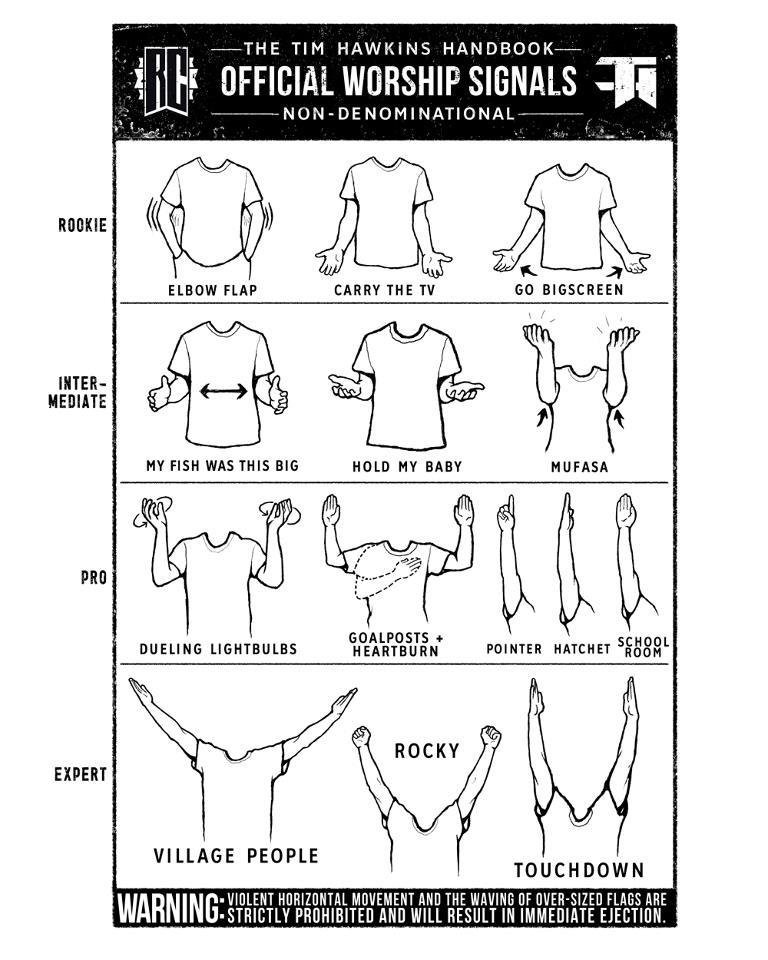 THE TIM HAWKINS HANDBOOK
RC
OFFICIAL WORSHIP SIGNALS
NON-DENOMINATIONAL
ROOKIE
ELBOW FLAP
CARRY THE TV
GO BIGSCREEN
INTER-
MEDIATE
MY FISH WAS THIS BIG
HOLD MY BABY
MUFASA
PRO
DUELING LIGHTBULBS
GOALPOSTS +
HEARTBURN
POINTER
HATCHET
SCHOOL
ROOM
EXPERT
VILLAGE PEOPLE
ROCKY
TOUCHDOWN
WARNING:
VIOLENT HORIZONTAL MOVEMENT AND THE WAVING OF OVER-SIZED FLAGS ARE
STRICTLY PROHIBITED AND WILL RESULT IN IMMEDIATE EJECTION.